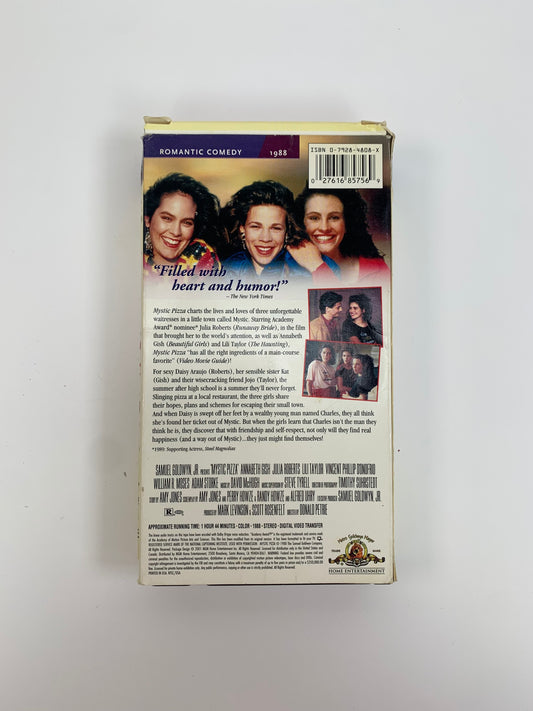 ROMANTIC COMEDY 1988
ISBN 0-7928-4808-X
0 27616 85756 9
"Filled with
heart and humor!"
– The New York Times
Mystic Pizza charts the lives and loves of three unforgettable
waitresses in a little town called Mystic. Starring Academy
Award® nominee* Julia Roberts (Runaway Bride), in the film
that brought her to the world's attention, as well as Annabeth
Gish (Beautiful Girls) and Lili Taylor (The Haunting),
Mystic Pizza "has all the right ingredients of a main-course
favorite" (Video Movie Guide)!
For sexy Daisy Araujo (Roberts), her sensible sister Kat
(Gish) and their wisecracking friend Jojo (Taylor), the
summer after high school is a summer they'll never forget.
Slinging pizza at a local restaurant, the three girls share
their hopes, plans and schemes for escaping their small town.
And when Daisy is swept off her feet by a wealthy young man named Charles, they all think
she's found her ticket out of Mystic. But when the girls learn that Charles isn't the man they
think he is, they discover that with friendship and self-respect, not only will they find real
happiness (and a way out of Mystic)...they just might find themselves!
*1989: Supporting Actress, Steel Magnolias
SAMUEL GOLDWYN, JR. PRESENTS "MYSTIC PIZZA" ANNABETH GISH JULIA ROBERTS LILI TAYLOR VINCENT PHILLIP DONOFRIO
WILLIAM R. MOSES ADAM STORKE MUSIC BY DAVID McHUGH MUSIC SUPERVISION BY STEVE TYRELL DIRECTOR OF PHOTOGRAPHY TIMOTHY SUHRSTEDT
STORY BY AMY JONES SCREENPLAY BY AMY JONES AND PERRY HOWZE & RANDY HOWZE AND ALFRED UHRY EXECUTIVE PRODUCER SAMUEL GOLDWYN, JR.
R PRODUCED BY MARK LEVINSON & SCOTT ROSENFELT DIRECTED BY DONALD PETRIE
APPROXIMATE RUNNING TIME: 1 HOUR 44 MINUTES • COLOR • 1988 • STEREO • DIGITAL VIDEO TRANSFER
Metro Goldwyn Mayer
TRADE MARK
HOME ENTERTAINMENT
PRINTED IN USA